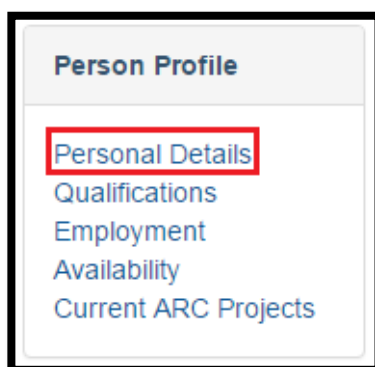 Person Profile
Personal Details
Qualifications
Employment
Availability
Current ARC Projects